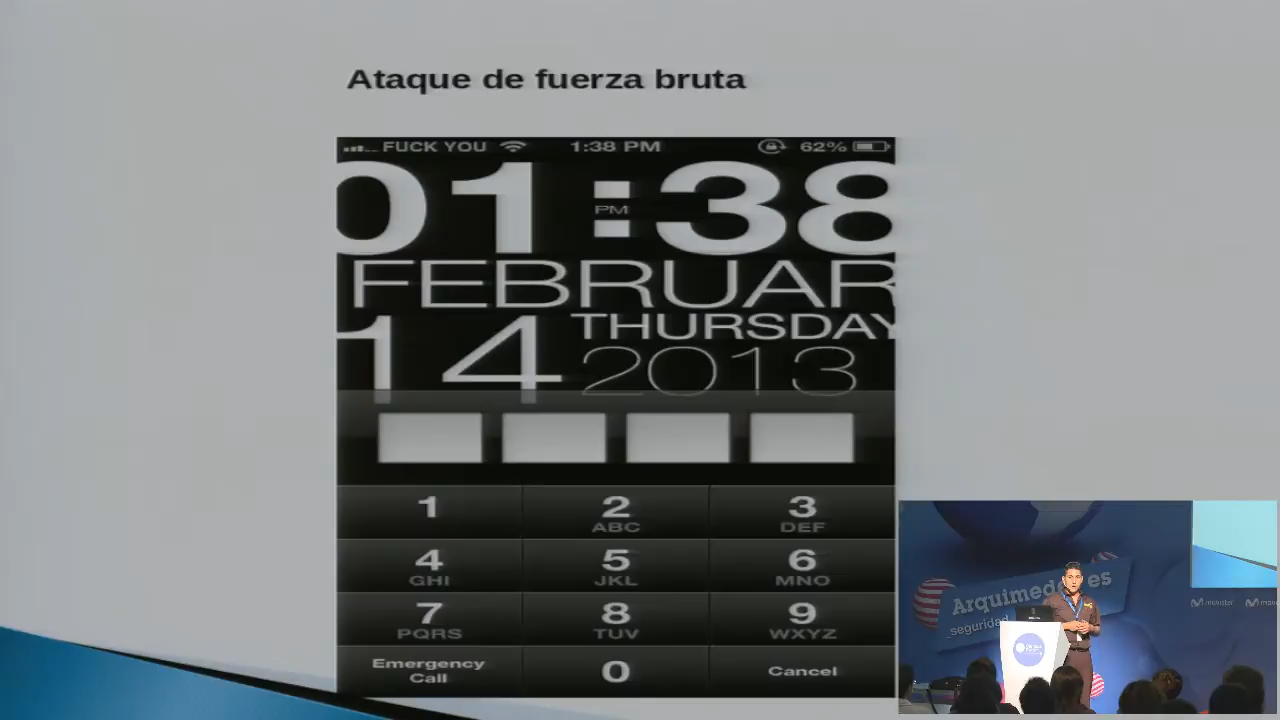 Ataque de fuerza bruta
FUCK YOU 1:38 PM 62%
01:38
PM
FEBRUAR
14 THURSDAY
2013
1 2 3
ABC DEF
4 5 6
GHI JKL MNO
7 8 9
PQRS TUV WXYZ
Emergency Call 0 Cancel
Arquimedes
seguridad
movistar